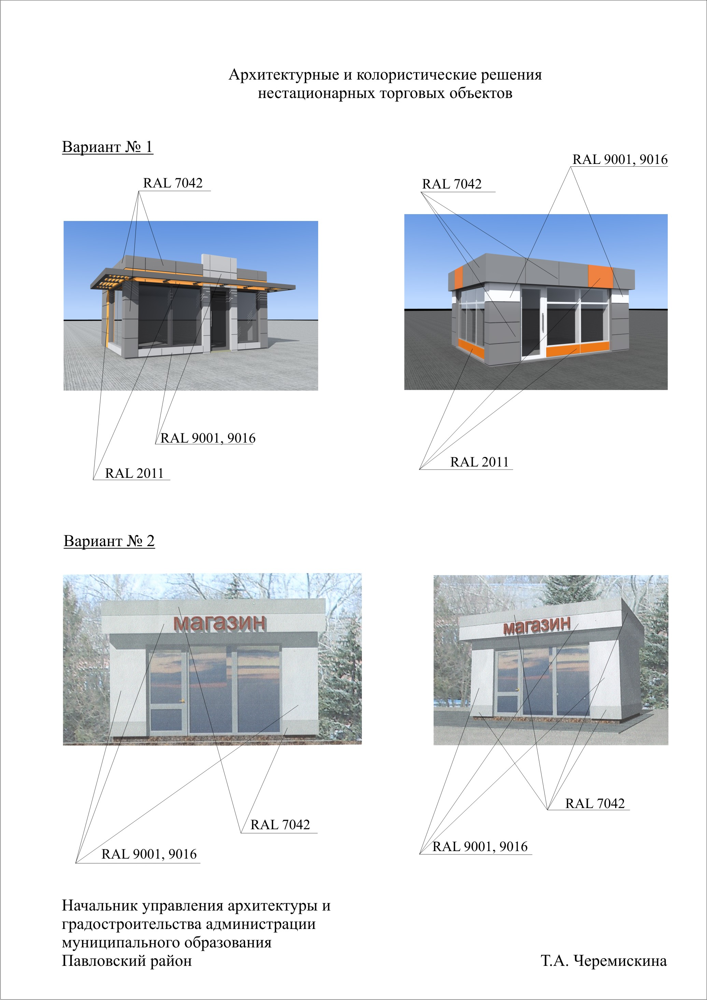 Архитектурные и колористические решения
нестационарных торговых объектов
Вариант № 1
RAL 7042
RAL 7042
RAL 9001, 9016
RAL 9001, 9016
RAL 2011
RAL 2011
Вариант № 2
магазин
магазин
RAL 7042
RAL 9001, 9016
RAL 7042
RAL 9001, 9016
Начальник управления архитектуры и
градостроительства администрации
муниципального образования
Павловский район
Т.А. Черемискина